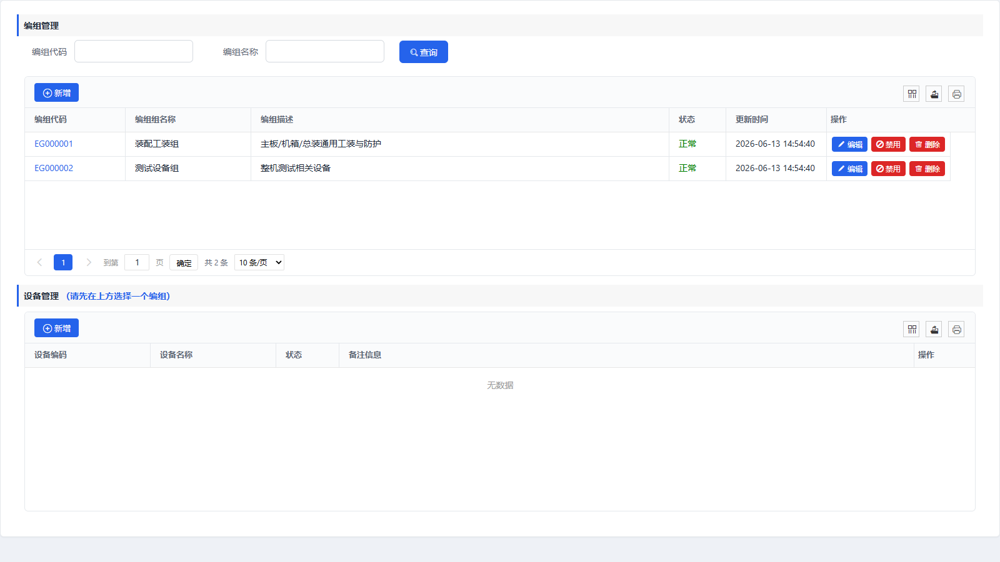 编组管理
编组代码 编组名称 查询
新增
编组代码 编组组名称 编组描述 状态 更新时间 操作
EG000001 装配工装组 主板/机箱/总装通用工装与防护 正常 2026-06-13 14:54:40 编辑 禁用 删除
EG000002 测试设备组 整机测试相关设备 正常 2026-06-13 14:54:40 编辑 禁用 删除
1 到第 1 页 确定 共 2 条 10 条/页
设备管理 (请先在上方选择一个编组)
新增
设备编码 设备名称 状态 备注信息 操作
无数据